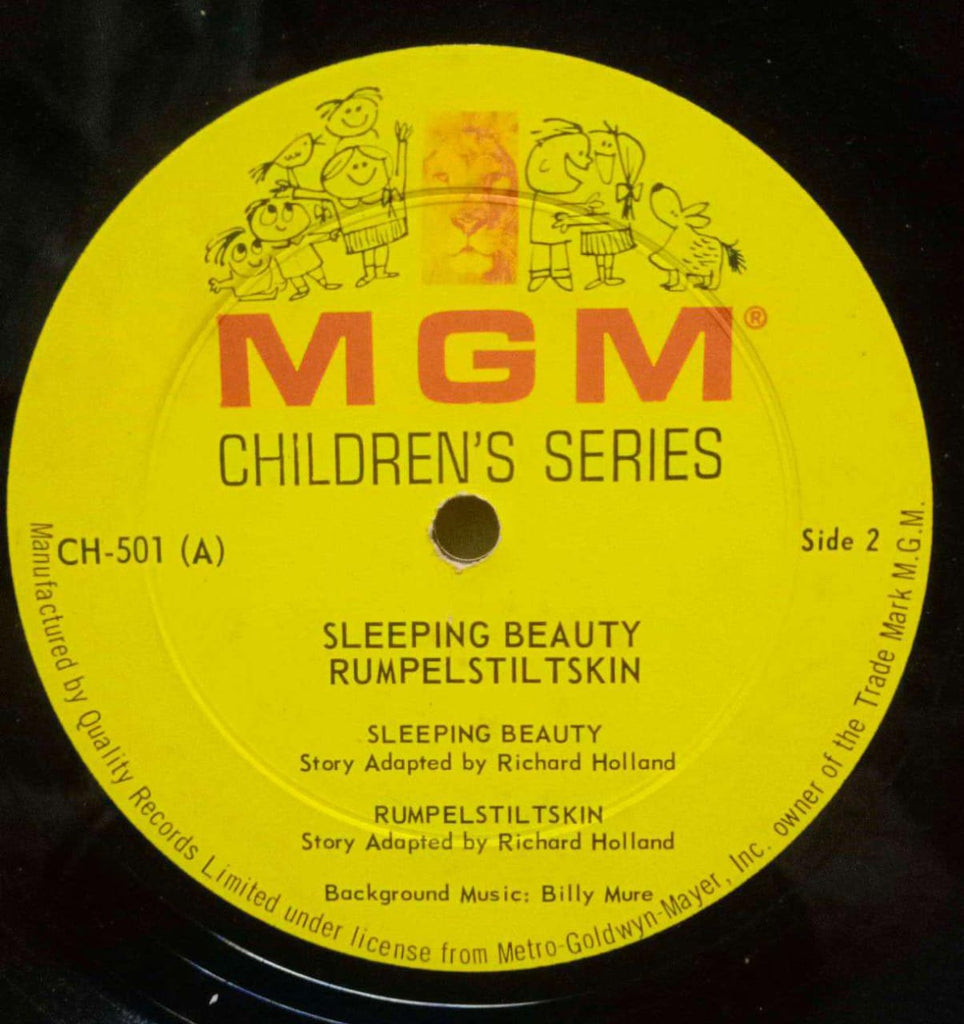 MGM®
CHILDREN'S SERIES
CH-501 (A)
Side 2
SLEEPING BEAUTY
RUMPELSTILTSKIN
SLEEPING BEAUTY
Story Adapted by Richard Holland
RUMPELSTILTSKIN
Story Adapted by Richard Holland
Background Music: Billy Mure
Manufactured by Quality Records Limited under license from Metro-Goldwyn-Mayer, Inc. owner of the Trade Mark M.G.M.